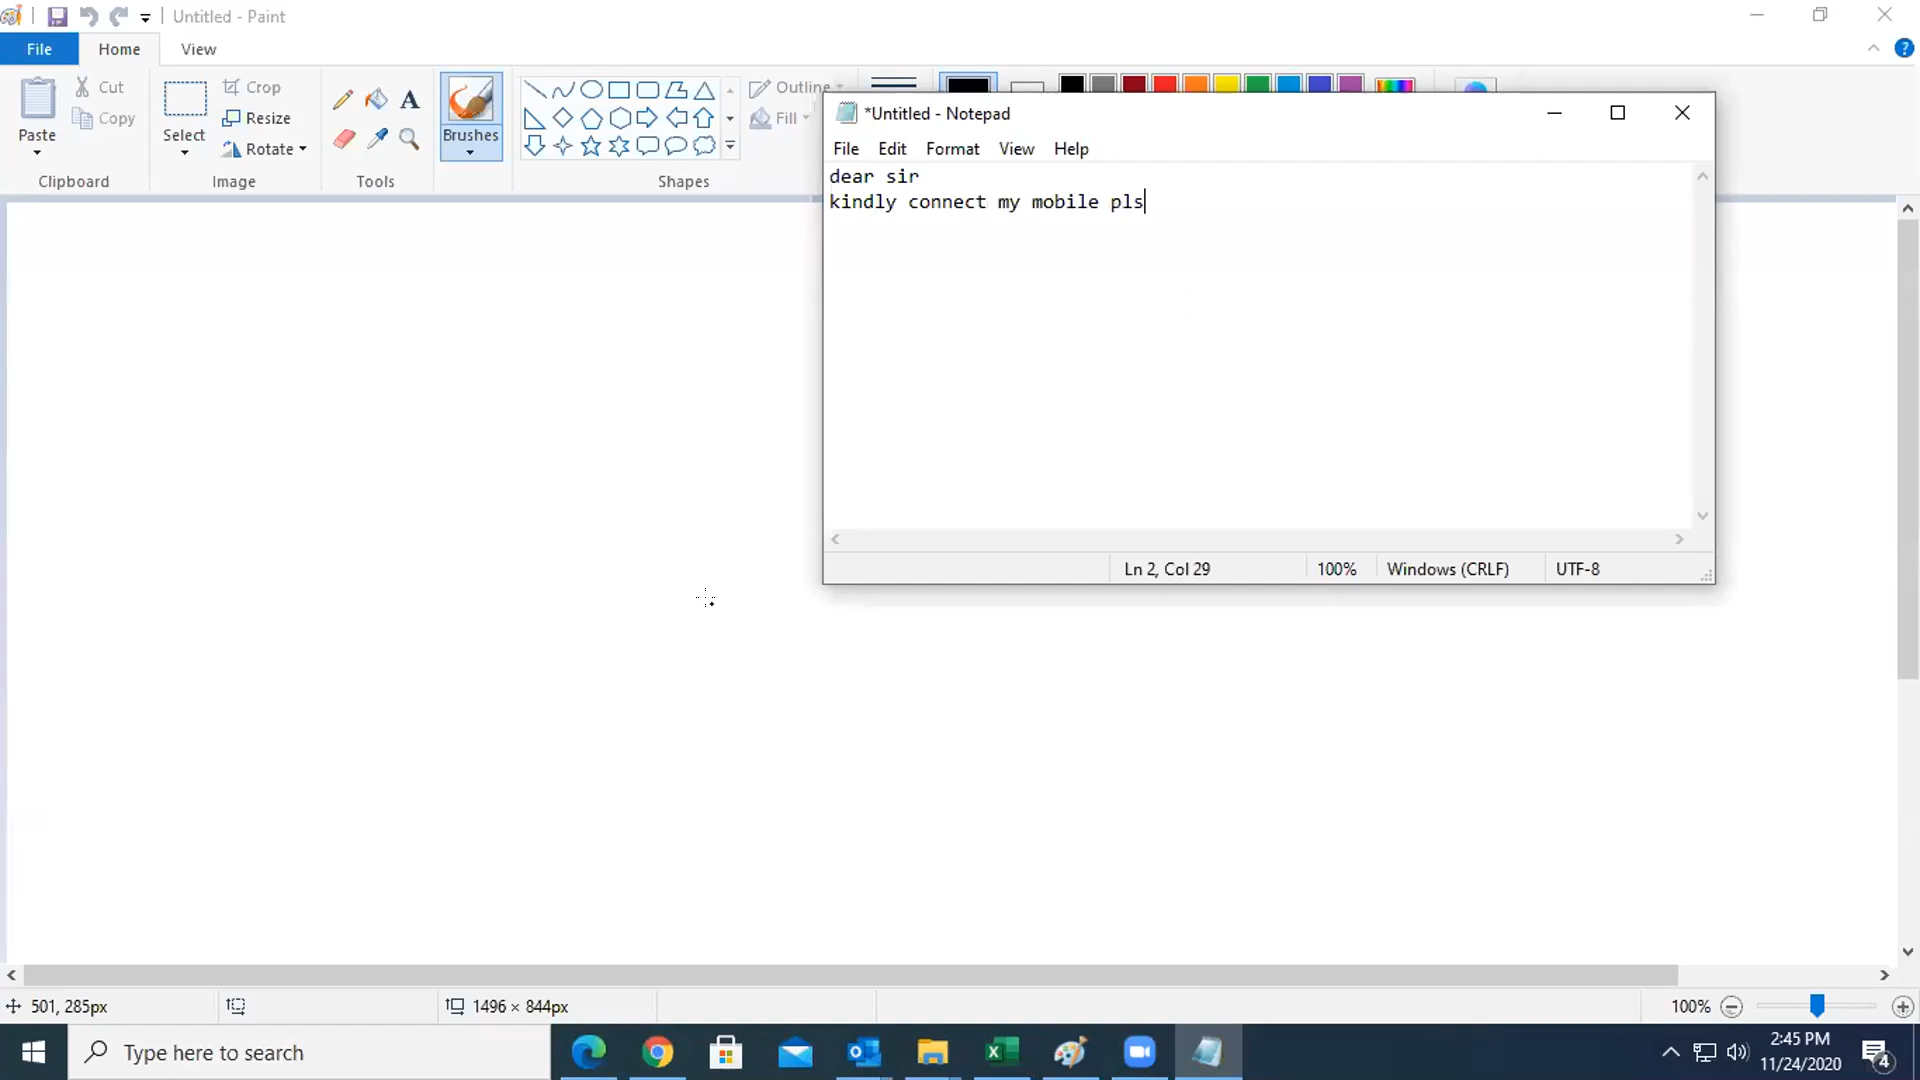 Untitled - Paint
File Home View
Paste
Cut
Copy
Clipboard
Select
Crop
Resize
Rotate
Image
Tools
Brushes
Shapes
Outline
Fill
*Untitled - Notepad
File Edit Format View Help
dear sir
kindly connect my mobile pls
Ln 2, Col 29 100% Windows (CRLF) UTF-8
501, 285px 1496 × 844px 100%
Type here to search
2:45 PM
11/24/2020
4